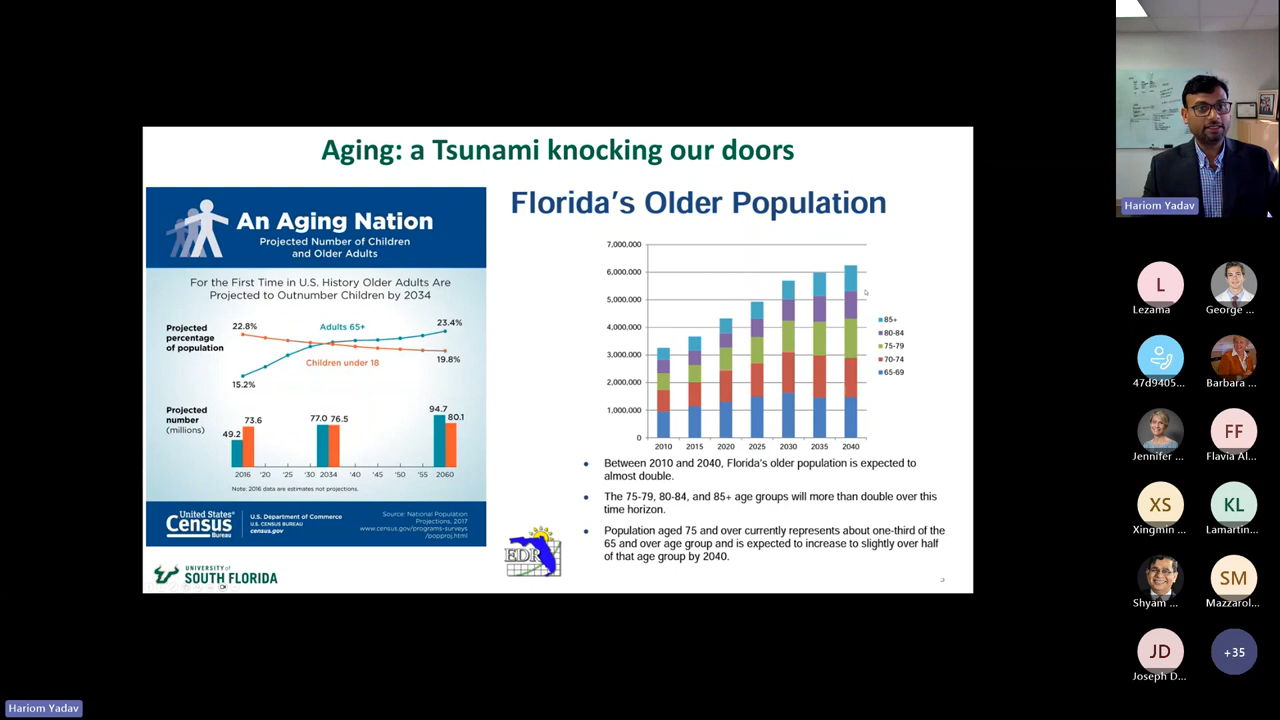 Aging: a Tsunami knocking our doors
An Aging Nation
Projected Number of Children
and Older Adults
For the First Time in U.S. History Older Adults Are
Projected to Outnumber Children by 2034
Projected
percentage
of population
22.8%
Adults 65+
23.4%
Children under 18
19.8%
15.2%
Projected
number
(millions)
49.2
73.6
77.0
76.5
94.7
80.1
2016 '20 '25 '30 2034 '40 '45 '50 '55 2060
Note: 2016 data are estimates not projections.
United States®
Census
Bureau
U.S. Department of Commerce
U.S. CENSUS BUREAU
census.gov
Source: National Population
Projections, 2017
www.census.gov/programs-surveys
/popproj.html
UNIVERSITY of
SOUTH FLORIDA
Florida's Older Population
7,000,000
6,000,000
5,000,000
4,000,000
3,000,000
2,000,000
1,000,000
0
2010 2015 2020 2025 2030 2035 2040
85+
80-84
75-79
70-74
65-69
• Between 2010 and 2040, Florida's older population is expected to
almost double.
• The 75-79, 80-84, and 85+ age groups will more than double over this
time horizon.
• Population aged 75 and over currently represents about one-third of the
65 and over age group and is expected to increase to slightly over half
of that age group by 2040.
EDR
Hariom Yadav
L
Lezama
George ...
47d9405...
Barbara ...
Jennifer ...
FF
Flavia Al...
XS
Xingmin ...
KL
Lamartin...
Shyam ...
SM
Mazzarol...
JD
Joseph D...
+35
Hariom Yadav